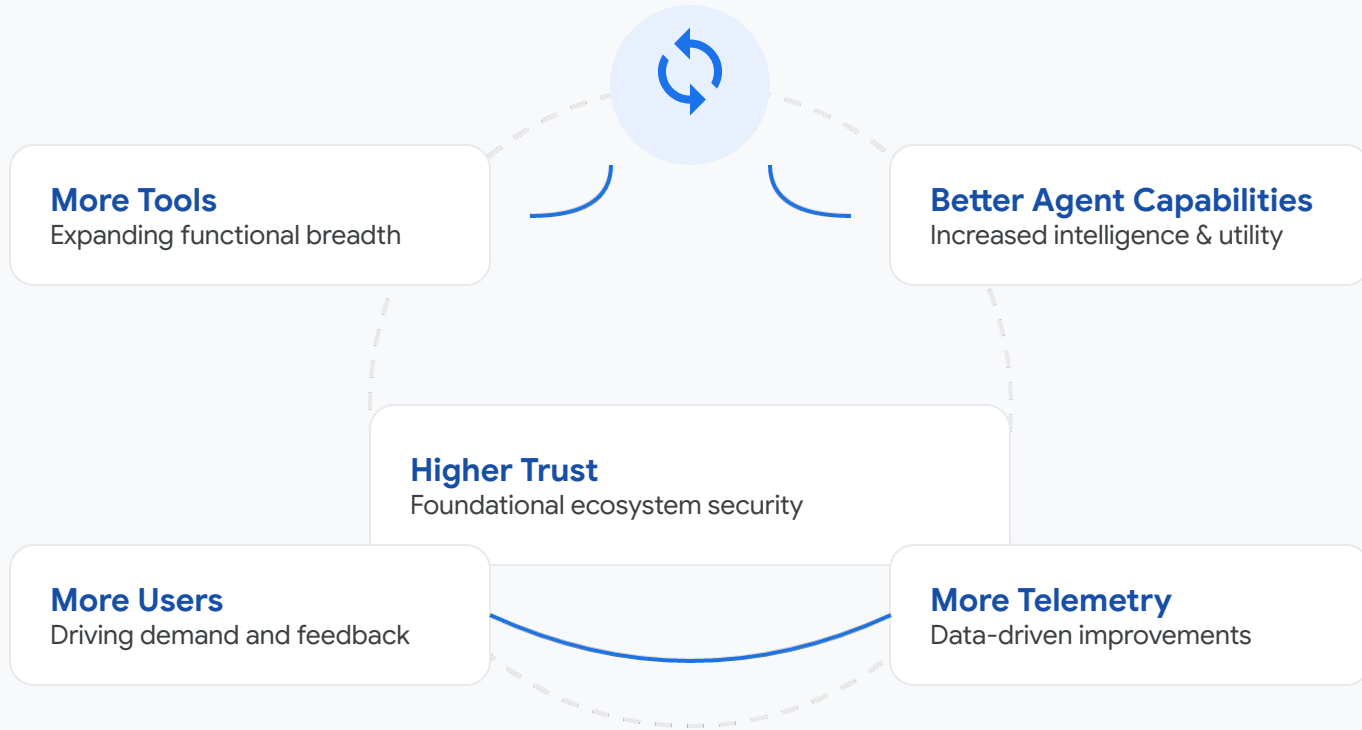 More Tools
Expanding functional breadth
Better Agent Capabilities
Increased intelligence & utility
Higher Trust
Foundational ecosystem security
More Users
Driving demand and feedback
More Telemetry
Data-driven improvements